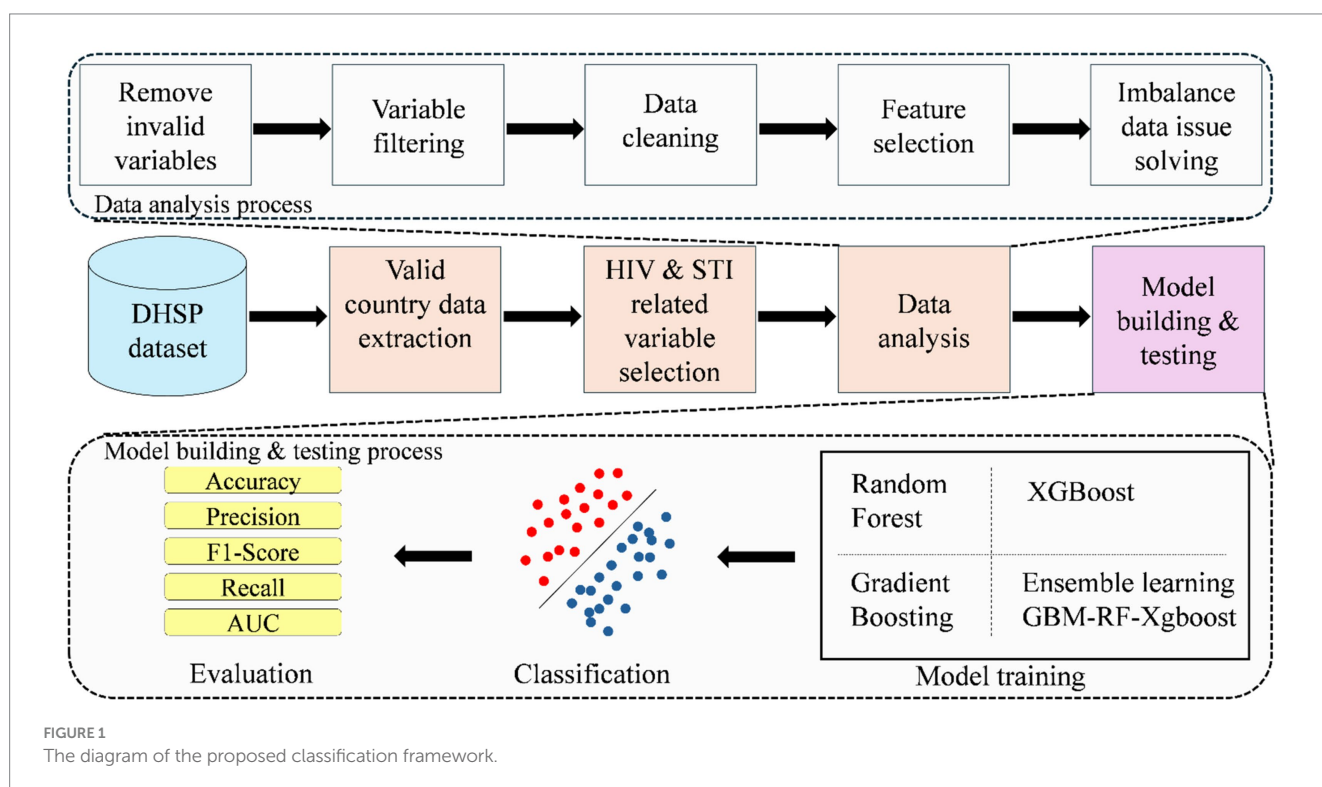 Remove
invalid
variables
Variable
filtering
Data
cleaning
Feature
selection
Imbalance
data issue
solving
Data analysis process
DHSP
dataset
Valid
country data
extraction
HIV & STI
related
variable
selection
Data
analysis
Model
building &
testing
Model building & testing process
Accuracy
Precision
F1-Score
Recall
AUC
Evaluation
Classification
Random
Forest
XGBoost
Gradient
Boosting
Ensemble learning
GBM-RF-Xgboost
Model training
FIGURE 1
The diagram of the proposed classification framework.